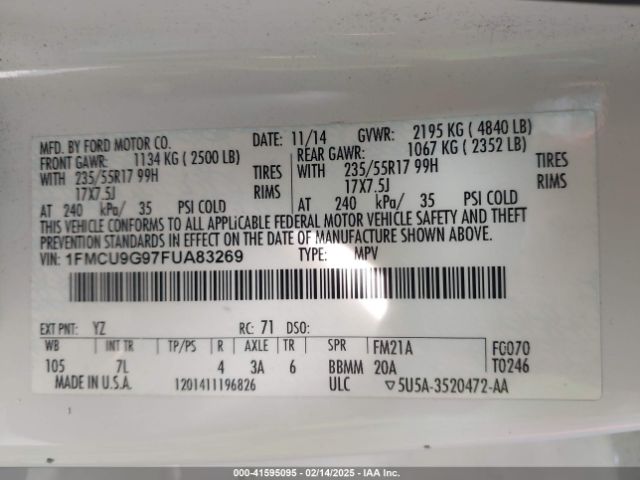 MFD. BY FORD MOTOR CO. DATE: 11/14 GVWR: 2195 KG ( 4840 LB)
FRONT GAWR: 1134 KG ( 2500 LB) REAR GAWR: 1067 KG ( 2352 LB)
WITH 235/55R17 99H TIRES WITH 235/55R17 99H TIRES
17X7.5J RIMS 17X7.5J RIMS
AT 240 kPa/ 35 PSI COLD AT 240 kPa/ 35 PSI COLD
THIS VEHICLE CONFORMS TO ALL APPLICABLE FEDERAL MOTOR VEHICLE SAFETY AND THEFT
PREVENTION STANDARDS IN EFFECT ON THE DATE OF MANUFACTURE SHOWN ABOVE.
VIN: 1FMCU9G97FUA83269 TYPE: MPV
EXT PNT: YZ RC: 71 DSO:
WB INT TR TP/PS R AXLE TR SPR FM21A FG070
105 7L 4 3A 6 BBMM 20A T0246
MADE IN U.S.A. 1201411196826 ULC ▽5U5A-3520472-AA
000-41595095 - 02/14/2025 - IAA Inc.